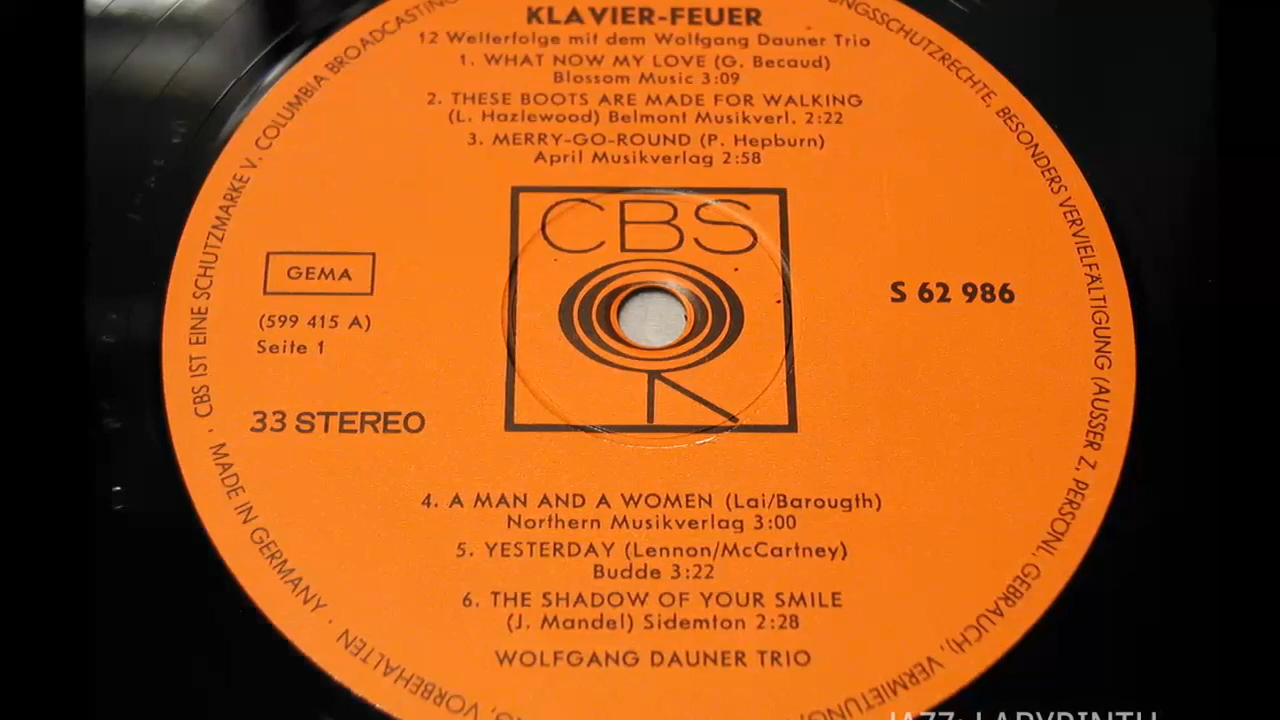 KLAVIER-FEUER
12 Welterfolge mit dem Wolfgang Dauner Trio
1. WHAT NOW MY LOVE (G. Becaud)
Blossom Music 3:09
2. THESE BOOTS ARE MADE FOR WALKING
(L. Hazlewood) Belmont Musikverl. 2:22
3. MERRY-GO-ROUND (P. Hepburn)
April Musikverlag 2:58
CBS
GEMA
(599 415 A)
Seite 1
33 STEREO
S 62 986
4. A MAN AND A WOMEN (Lai/Barougth)
Northern Musikverlag 3:00
5. YESTERDAY (Lennon/McCartney)
Budde 3:22
6. THE SHADOW OF YOUR SMILE
(J. Mandel) Sidemton 2:28
WOLFGANG DAUNER TRIO
· CBS IST EINE SCHUTZMARKE V. COLUMBIA BROADCASTING
UNGSSCHUTZRECHTE, BESONDERS VERVIELFÄLTIGUNG (AUSSER Z. PERSÖNL. GEBRAUCH), VERMIETUNG
VORBEHALTEN · MADE IN GERMANY
JAZZ-LABYRINTH